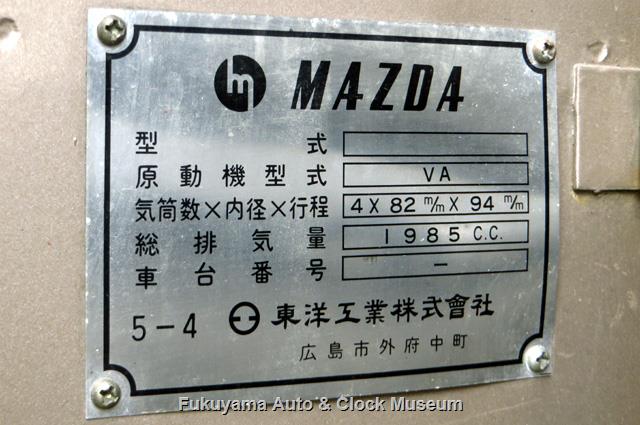 m MAZDA
型式
原動機型式 VA
気筒数×内径×行程 4 X 82 m/m X 94 m/m
総排気量 1985 C.C.
車台番号 –
5-4 東洋工業株式會社
広島市外府中町
Fukuyama Auto & Clock Museum